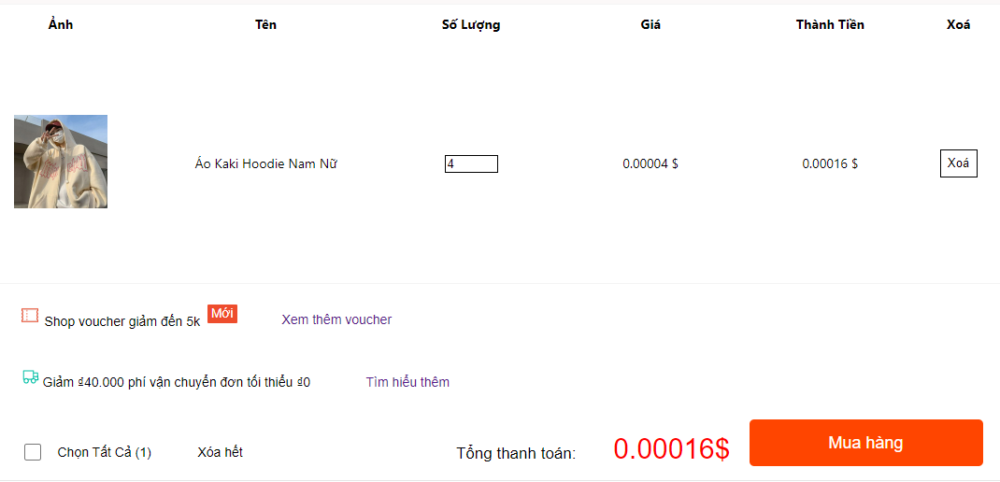 Ảnh Tên Số Lượng Giá Thành Tiền Xoá
Áo Kaki Hoodie Nam Nữ 4 0.00004 $ 0.00016 $ Xoá
Shop voucher giảm đến 5k Mới Xem thêm voucher
Giảm ₫40.000 phí vận chuyển đơn tối thiểu ₫0 Tìm hiểu thêm
Chọn Tất Cả (1) Xóa hết Tổng thanh toán: 0.00016$ Mua hàng